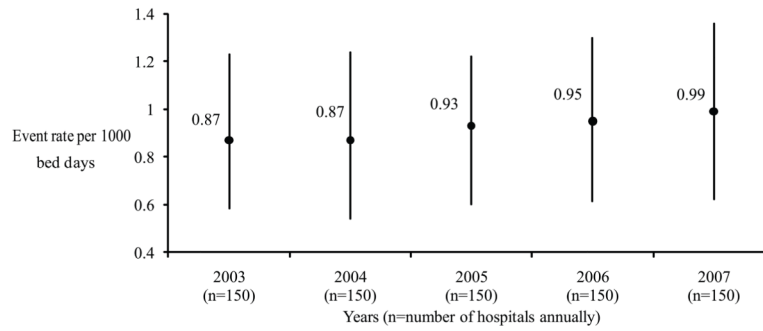 1.4
1.2
1
0.8
0.6
0.4
Event rate per 1000
bed days
0.87
0.87
0.93
0.95
0.99
2003 2004 2005 2006 2007
(n=150) (n=150) (n=150) (n=150) (n=150)
Years (n=number of hospitals annually)